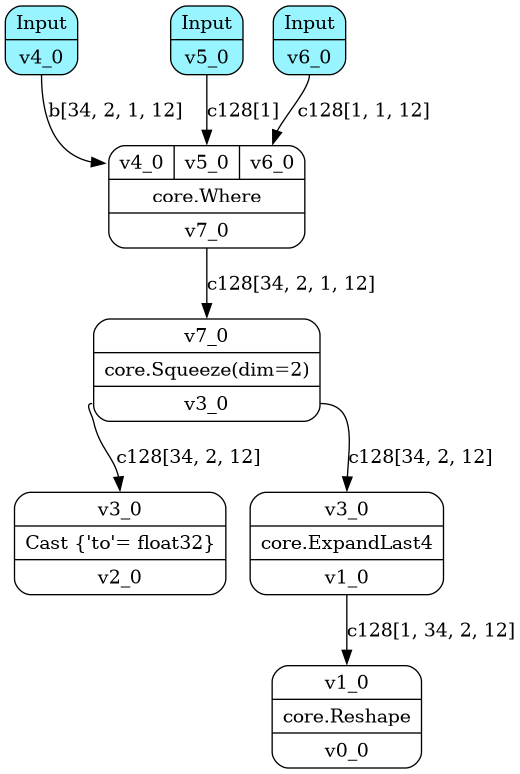 Input
v4_0
Input
v5_0
Input
v6_0
b[34, 2, 1, 12]
c128[1]
c128[1, 1, 12]
v4_0
v5_0
v6_0
core.Where
v7_0
c128[34, 2, 1, 12]
v7_0
core.Squeeze(dim=2)
v3_0
c128[34, 2, 12]
c128[34, 2, 12]
v3_0
Cast {'to'= float32}
v2_0
v3_0
core.ExpandLast4
v1_0
c128[1, 34, 2, 12]
v1_0
core.Reshape
v0_0